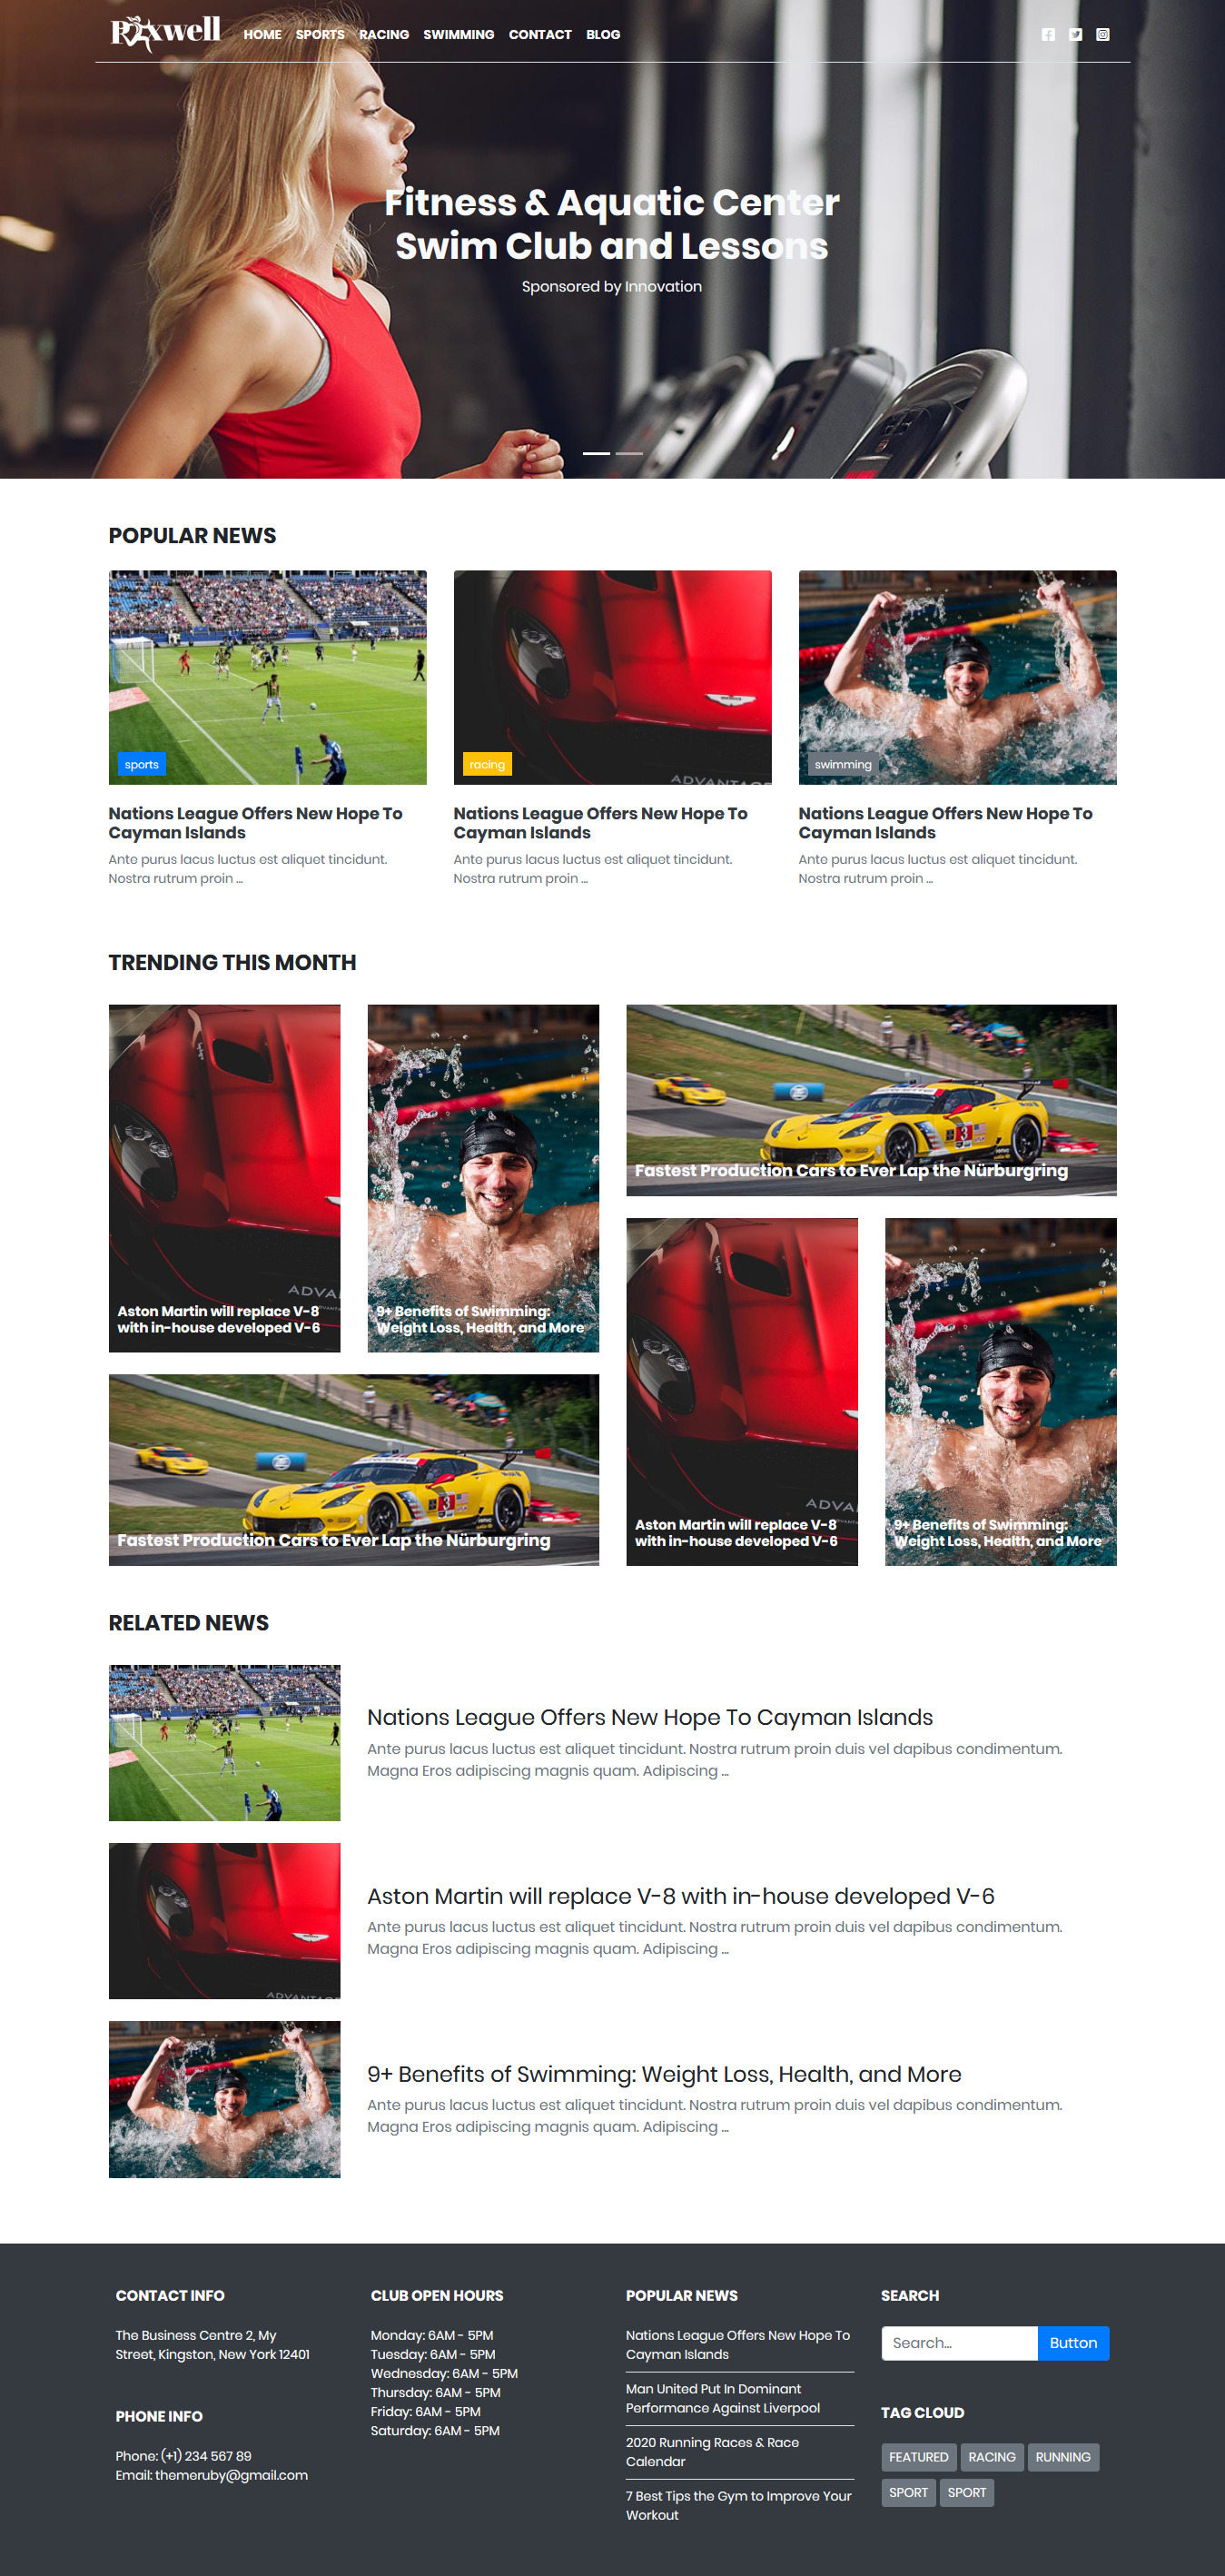 Roxwell
HOME SPORTS RACING SWIMMING CONTACT BLOG
Fitness & Aquatic Center
Swim Club and Lessons
Sponsored by Innovation
POPULAR NEWS
sports
racing
ADVANTAGE
swimming
Nations League Offers New Hope To
Cayman Islands
Ante purus lacus luctus est aliquet tincidunt.
Nostra rutrum proin ...
Nations League Offers New Hope To
Cayman Islands
Ante purus lacus luctus est aliquet tincidunt.
Nostra rutrum proin ...
Nations League Offers New Hope To
Cayman Islands
Ante purus lacus luctus est aliquet tincidunt.
Nostra rutrum proin ...
TRENDING THIS MONTH
ADVA
Aston Martin will replace V-8
with in-house developed V-6
9+ Benefits of Swimming:
Weight Loss, Health, and More
3
Fastest Production Cars to Ever Lap the Nürburgring
3
Fastest Production Cars to Ever Lap the Nürburgring
ADVA
Aston Martin will replace V-8
with in-house developed V-6
9+ Benefits of Swimming:
Weight Loss, Health, and More
RELATED NEWS
Nations League Offers New Hope To Cayman Islands
Ante purus lacus luctus est aliquet tincidunt. Nostra rutrum proin duis vel dapibus condimentum.
Magna Eros adipiscing magnis quam. Adipiscing ...
ADVANTAGE
Aston Martin will replace V-8 with in-house developed V-6
Ante purus lacus luctus est aliquet tincidunt. Nostra rutrum proin duis vel dapibus condimentum.
Magna Eros adipiscing magnis quam. Adipiscing ...
9+ Benefits of Swimming: Weight Loss, Health, and More
Ante purus lacus luctus est aliquet tincidunt. Nostra rutrum proin duis vel dapibus condimentum.
Magna Eros adipiscing magnis quam. Adipiscing ...
CONTACT INFO
The Business Centre 2, My
Street, Kingston, New York 12401
PHONE INFO
Phone: (+1) 234 567 89
Email: themeruby@gmail.com
CLUB OPEN HOURS
Monday: 6AM - 5PM
Tuesday: 6AM - 5PM
Wednesday: 6AM - 5PM
Thursday: 6AM - 5PM
Friday: 6AM - 5PM
Saturday: 6AM - 5PM
POPULAR NEWS
Nations League Offers New Hope To
Cayman Islands
Man United Put In Dominant
Performance Against Liverpool
2020 Running Races & Race
Calendar
7 Best Tips the Gym to Improve Your
Workout
SEARCH
Search... Button
TAG CLOUD
FEATURED RACING RUNNING
SPORT SPORT